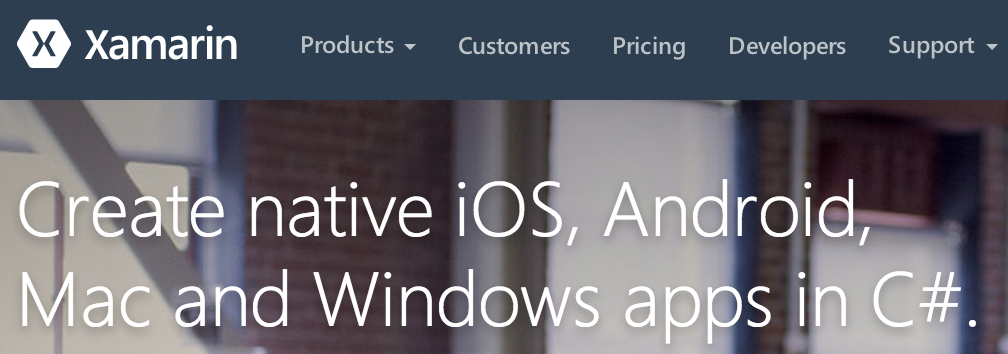 Xamarin Products Customers Pricing Developers Support
Create native iOS, Android,
Mac and Windows apps in C#.